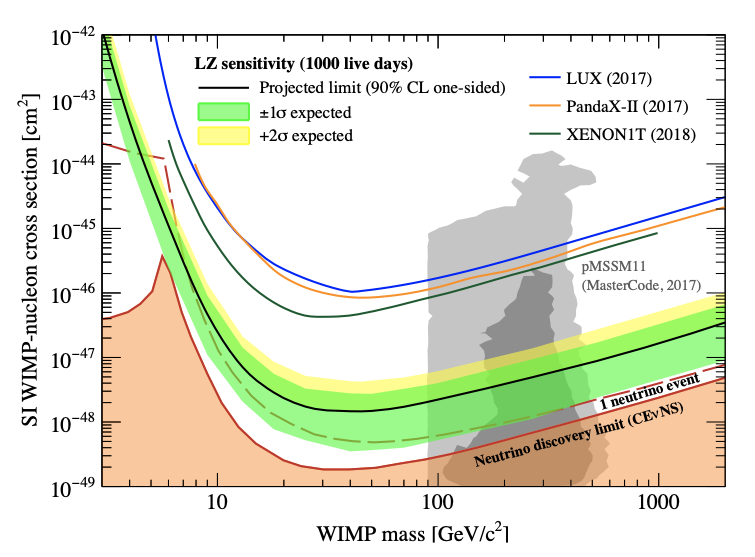 SI WIMP-nucleon cross section [cm²]
10⁻⁴²
10⁻⁴³
10⁻⁴⁴
10⁻⁴⁵
10⁻⁴⁶
10⁻⁴⁷
10⁻⁴⁸
10⁻⁴⁹
LZ sensitivity (1000 live days)
Projected limit (90% CL one-sided)
±1σ expected
+2σ expected
LUX (2017)
PandaX-II (2017)
XENON1T (2018)
pMSSM11
(MasterCode, 2017)
1 neutrino event
Neutrino discovery limit (CEνNS)
10
100
1000
WIMP mass [GeV/c²]